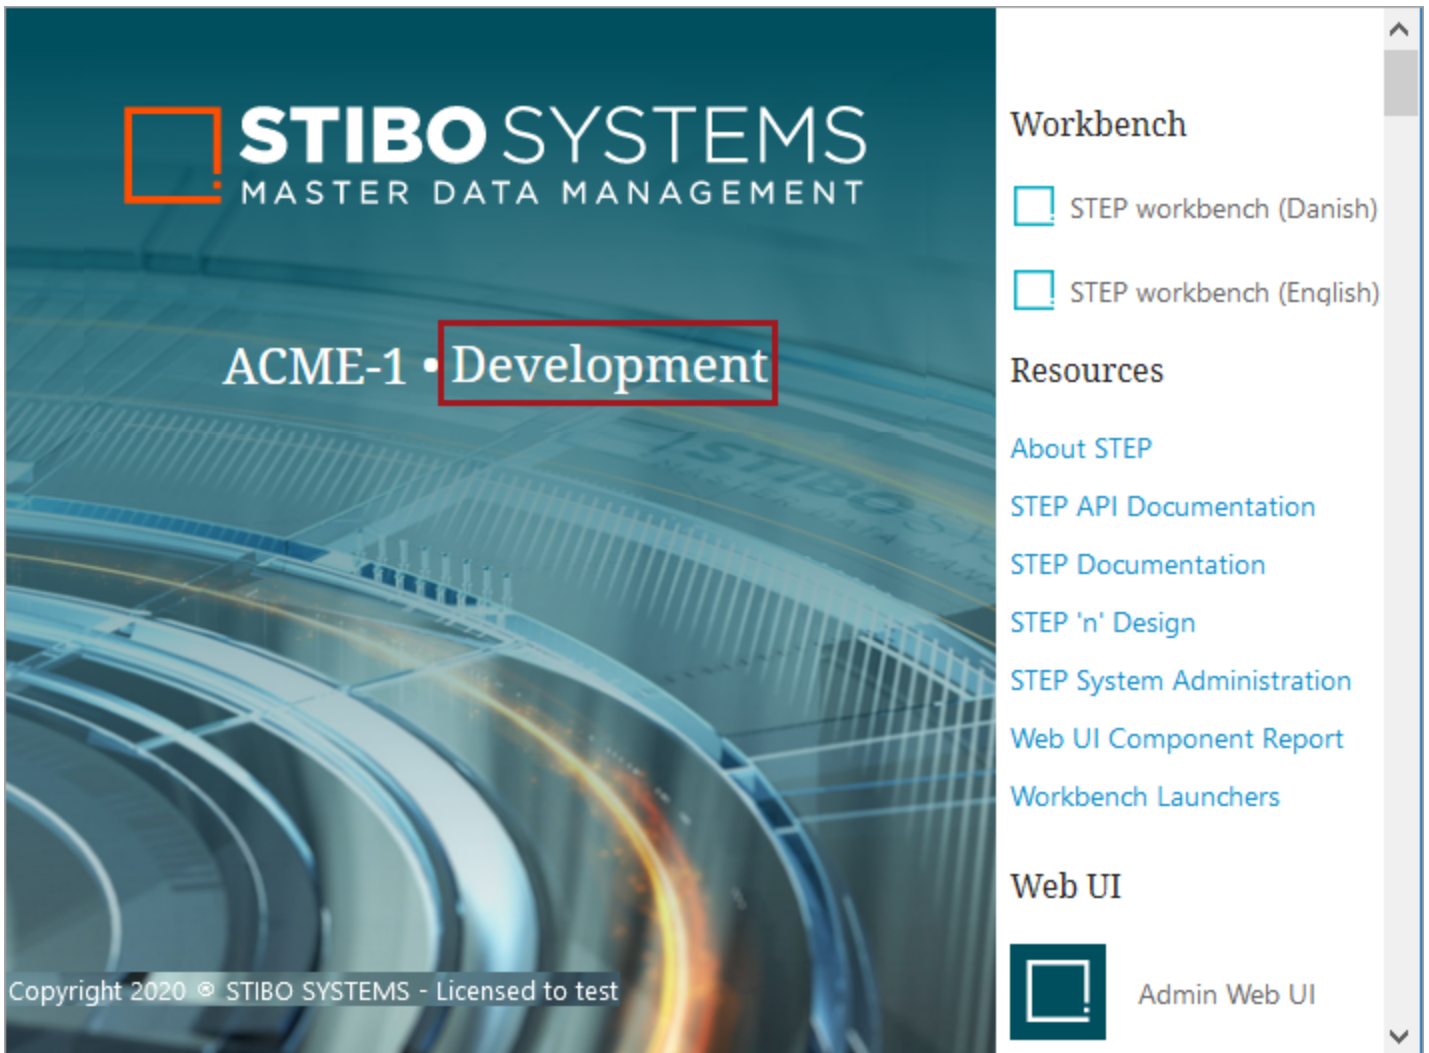 STIBO SYSTEMS
MASTER DATA MANAGEMENT
ACME-1 • Development
Copyright 2020 ® STIBO SYSTEMS - Licensed to test
Workbench
STEP workbench (Danish)
STEP workbench (English)
Resources
About STEP
STEP API Documentation
STEP Documentation
STEP 'n' Design
STEP System Administration
Web UI Component Report
Workbench Launchers
Web UI
Admin Web UI